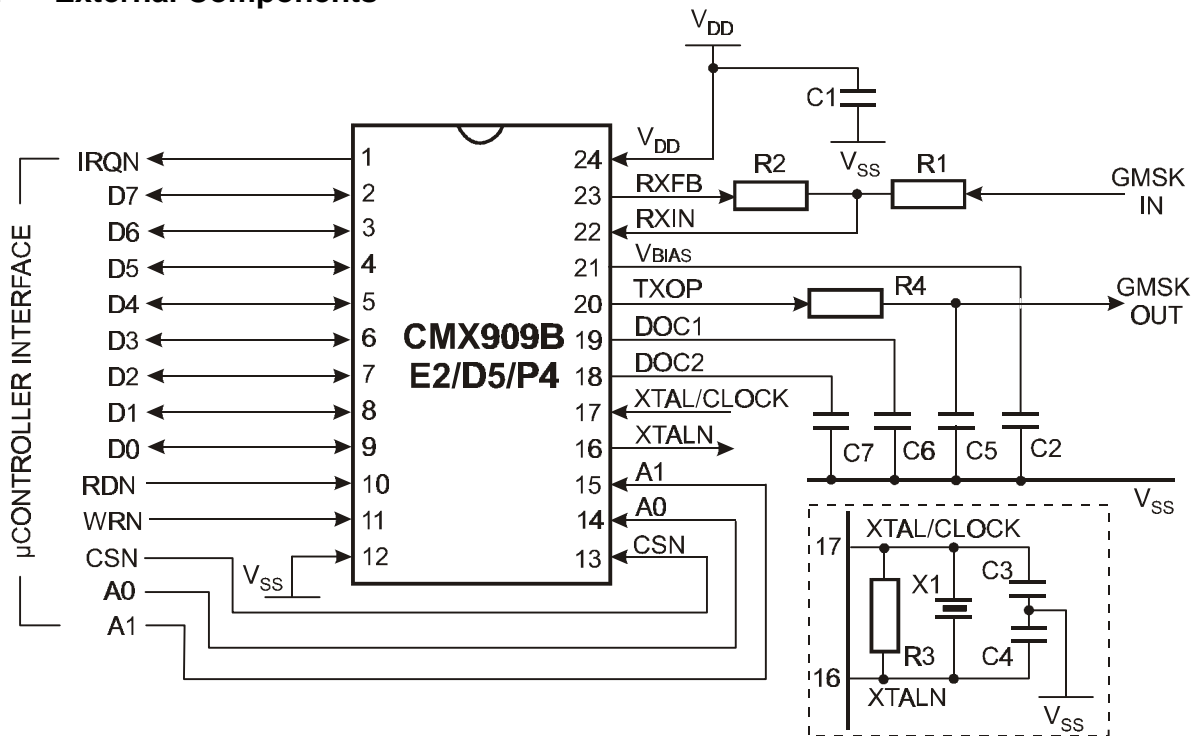 External Components
VDD
C1
VSS
VDD
IRQN 1 24
D7 2 23 RXFB R2 R1 GMSK IN
D6 3 22 RXIN
D5 4 21 VBIAS
D4 5 20 TXOP R4 GMSK OUT
D3 6 19 DOC1
D2 7 18 DOC2
D1 8 17 XTAL/CLOCK
D0 9 16 XTALN
RDN 10 15 A1
WRN 11 14 A0
CSN VSS 12 13 CSN
A0
A1
µCONTROLLER INTERFACE
CMX909B
E2/D5/P4
C7 C6 C5 C2
VSS
17 XTAL/CLOCK
X1 C3
R3 C4
16 XTALN
VSS